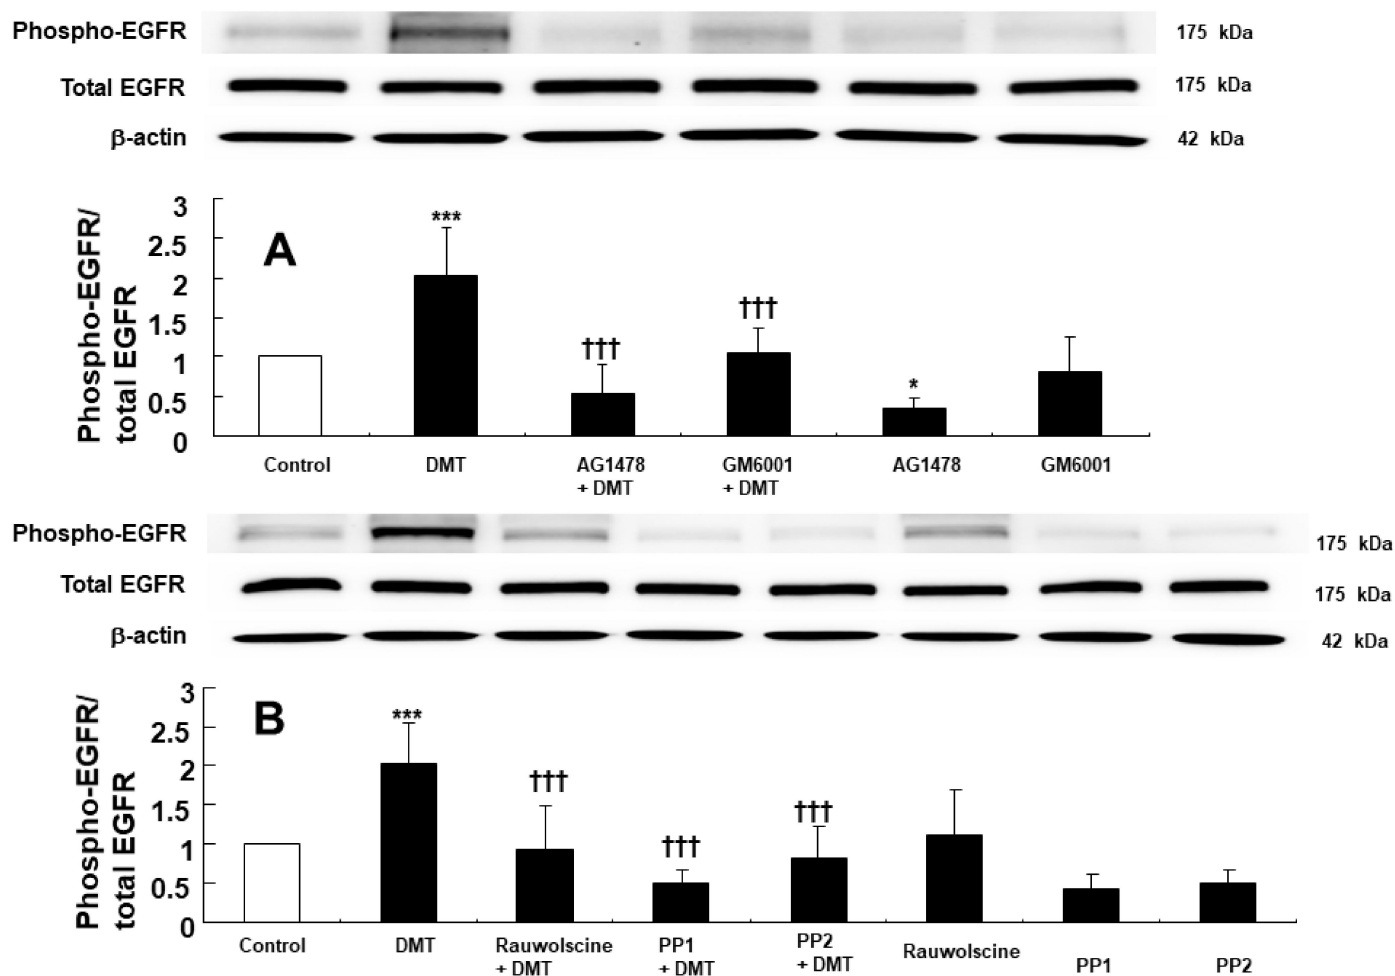 Phospho-EGFR 175 kDa
Total EGFR 175 kDa
β-actin 42 kDa
Phospho-EGFR/
total EGFR
3
2.5
2
1.5
1
0.5
0
A
***
†††
†††
*
Control DMT AG1478 GM6001 AG1478 GM6001
+ DMT + DMT
Phospho-EGFR 175 kDa
Total EGFR 175 kDa
β-actin 42 kDa
Phospho-EGFR/
total EGFR
3
2.5
2
1.5
1
0.5
0
B
***
†††
†††
†††
Control DMT Rauwolscine PP1 PP2 Rauwolscine PP1 PP2
+ DMT + DMT + DMT